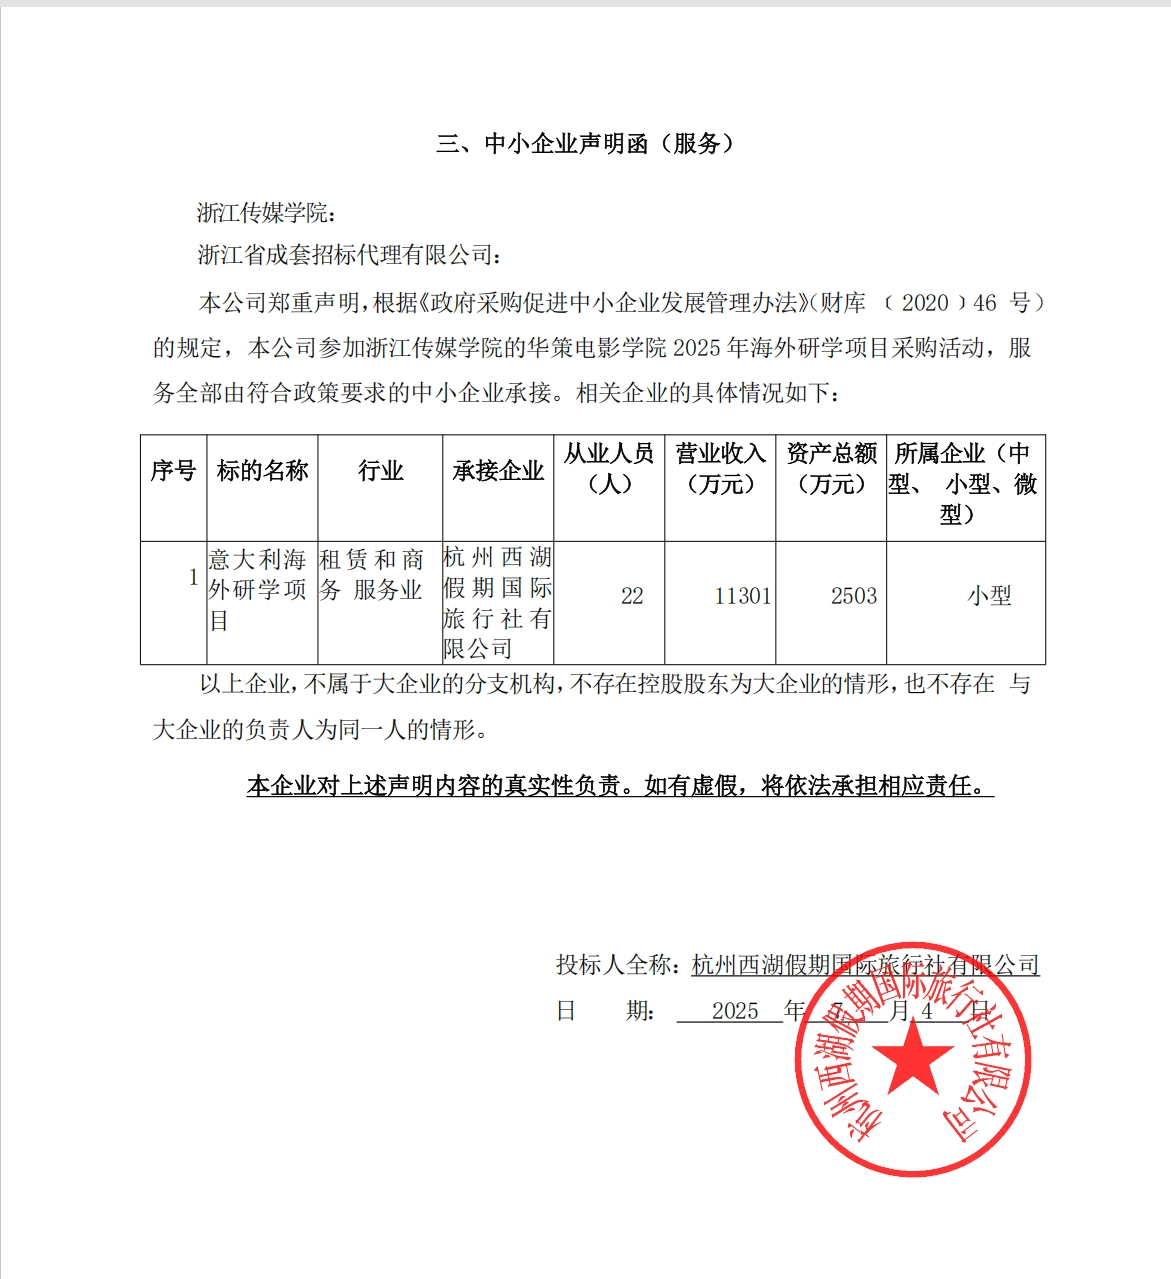 三、中小企业声明函（服务）
浙江传媒学院：
浙江省成套招标代理有限公司：
本公司郑重声明，根据《政府采购促进中小企业发展管理办法》（财库 ﹝2020﹞46 号）
的规定，本公司参加浙江传媒学院的华策电影学院 2025 年海外研学项目采购活动，服
务全部由符合政策要求的中小企业承接。相关企业的具体情况如下：
序号 标的名称 行业 承接企业 从业人员（人） 营业收入（万元） 资产总额（万元） 所属企业（中型、 小型、微型）
1 意大利海外研学项目 租赁和商务 服务业 杭州西湖假期国际旅行社有限公司 22 11301 2503 小型
以上企业，不属于大企业的分支机构，不存在控股股东为大企业的情形，也不存在 与
大企业的负责人为同一人的情形。
本企业对上述声明内容的真实性负责。如有虚假，将依法承担相应责任。
投标人全称：杭州西湖假期国际旅行社有限公司
日 期： 2025 年 7 月 4 日
杭州西湖假期国际旅行社有限公司